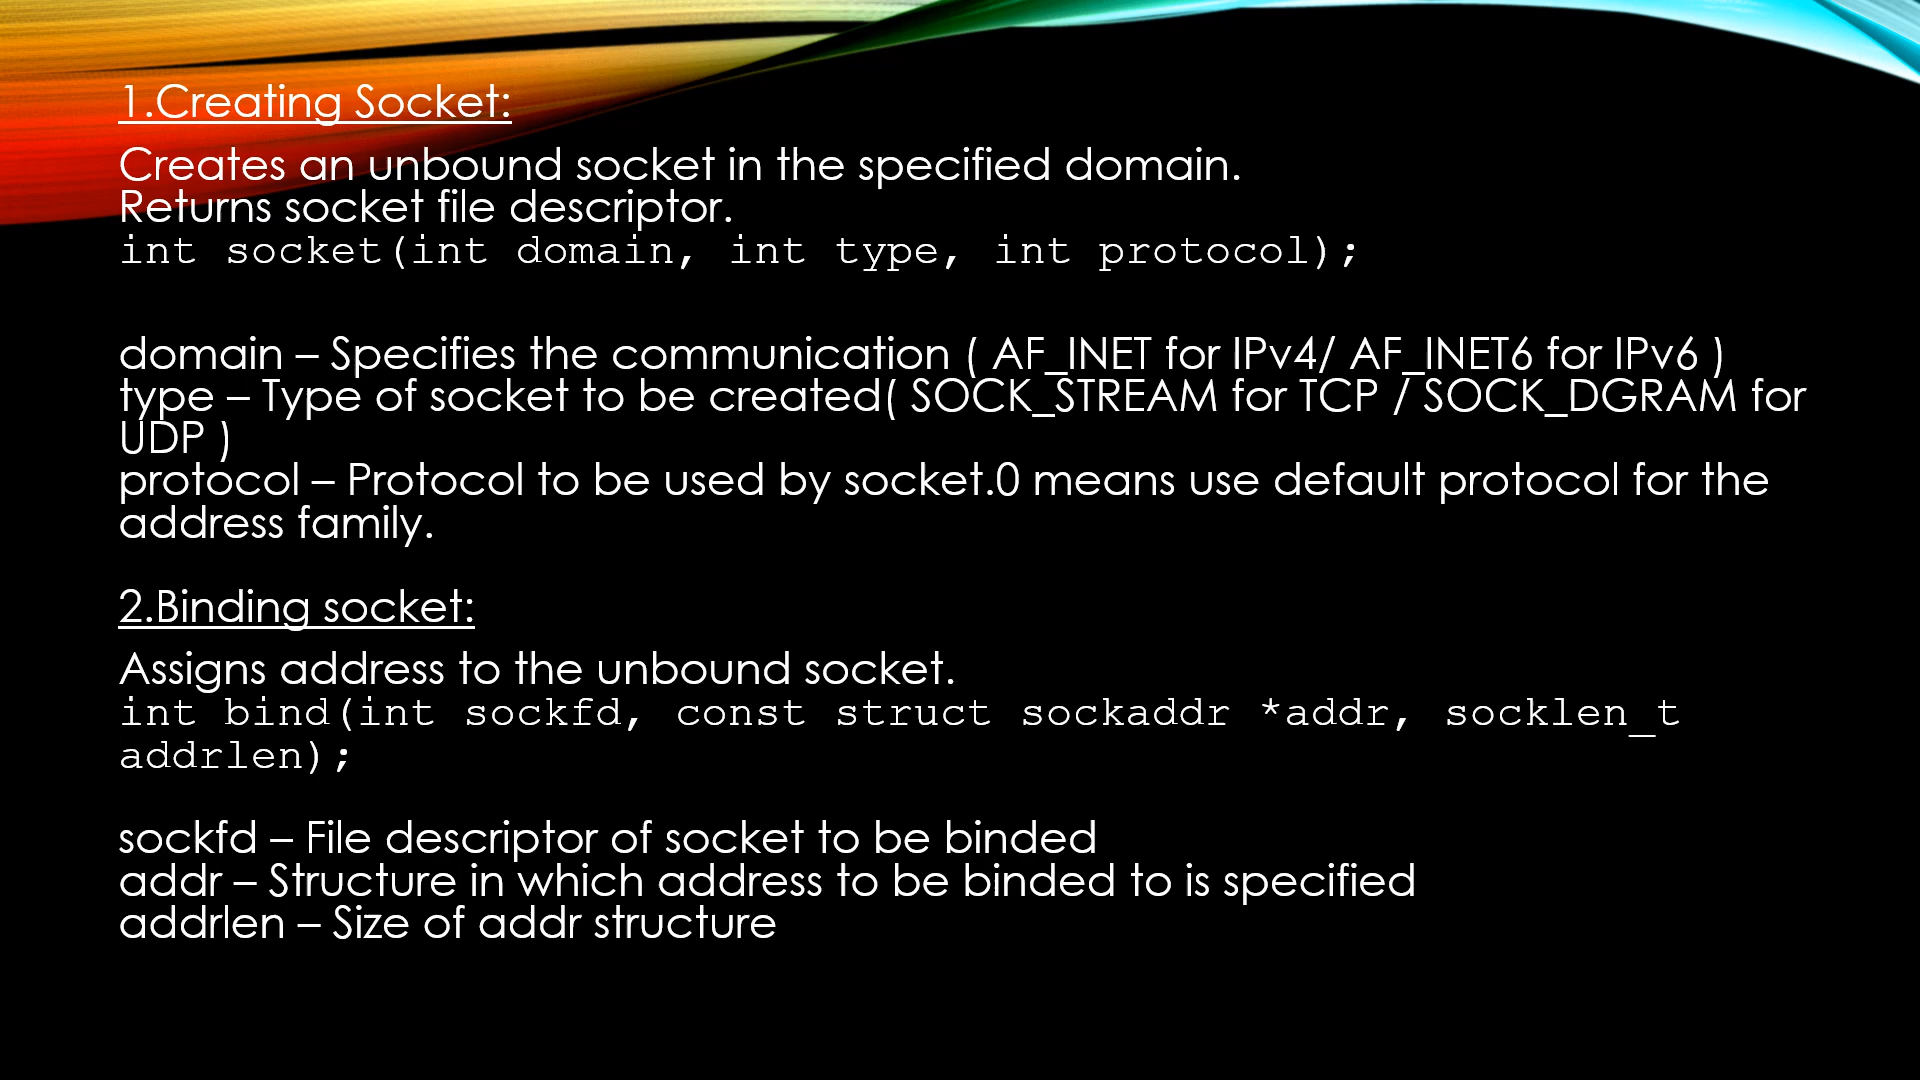 1.Creating Socket:
Creates an unbound socket in the specified domain.
Returns socket file descriptor.
int socket(int domain, int type, int protocol);
domain – Specifies the communication ( AF_INET for IPv4/ AF_INET6 for IPv6 )
type – Type of socket to be created( SOCK_STREAM for TCP / SOCK_DGRAM for
UDP )
protocol – Protocol to be used by socket.0 means use default protocol for the
address family.
2.Binding socket:
Assigns address to the unbound socket.
int bind(int sockfd, const struct sockaddr *addr, socklen_t
addrlen);
sockfd – File descriptor of socket to be binded
addr – Structure in which address to be binded to is specified
addrlen – Size of addr structure